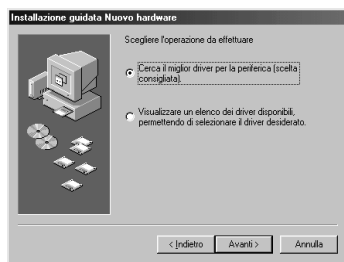 Installazione guidata Nuovo hardware
Scegliere l'operazione da effettuare
Cerca il miglior driver per la periferica (scelta
consigliata).
Visualizzare un elenco dei driver disponibili,
permettendo di selezionare il driver desiderato.
< Indietro Avanti > Annulla